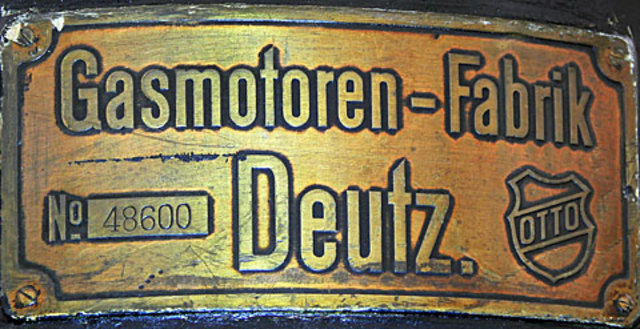 Gasmotoren-Fabrik
Deutz.
No 48600
OTTO